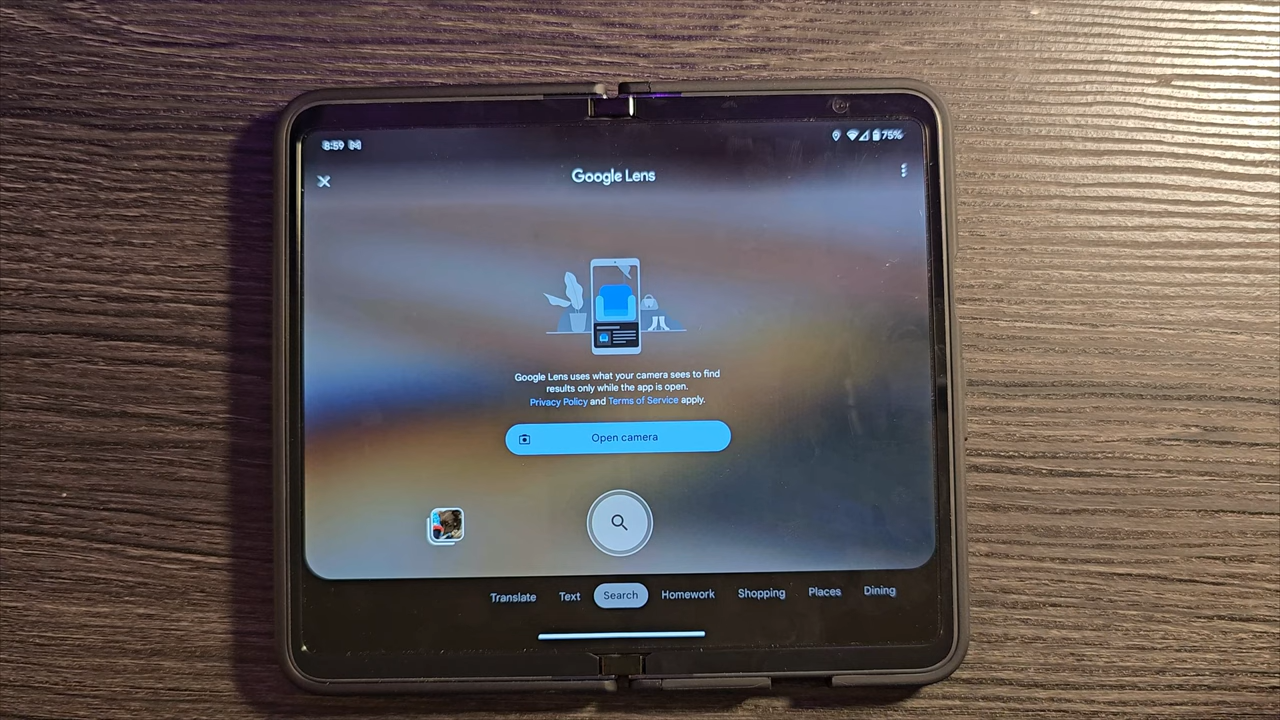 8:59
75%
Google Lens
Google Lens uses what your camera sees to find
results only while the app is open.
Privacy Policy and Terms of Service apply.
Open camera
Translate Text Search Homework Shopping Places Dining